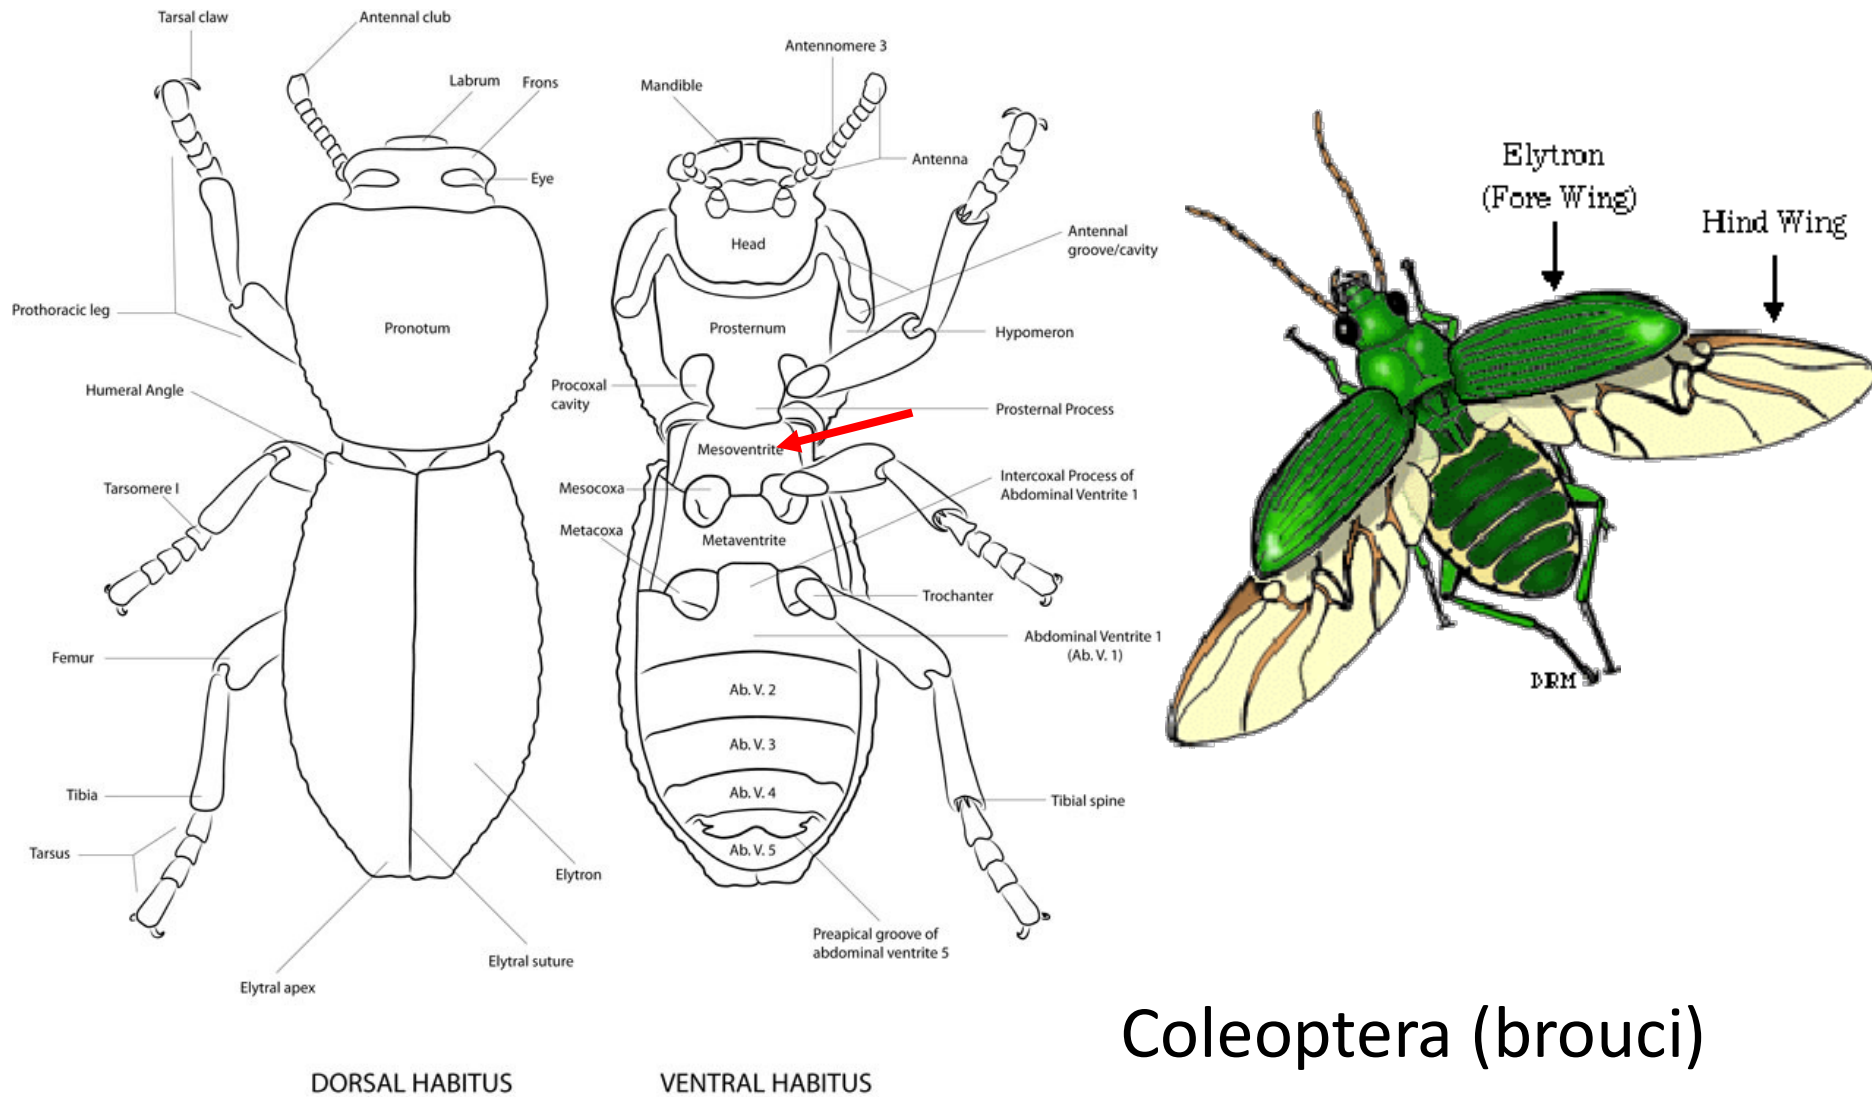 Tarsal claw
Antennal club
Labrum
Frons
Eye
Pronotum
Prothoracic leg
Humeral Angle
Tarsomere I
Femur
Tibia
Tarsus
Elytron
Elytral suture
Elytral apex
DORSAL HABITUS
Antennomere 3
Mandible
Antenna
Head
Antennal
groove/cavity
Prosternum
Hypomeron
Procoxal
cavity
Prosternal Process
Mesoventrite
Mesocoxa
Intercoxal Process of
Abdominal Ventrite 1
Metacoxa
Metaventrite
Trochanter
Abdominal Ventrite 1
(Ab. V. 1)
Ab. V. 2
Ab. V. 3
Ab. V. 4
Tibial spine
Ab. V. 5
Preapical groove of
abdominal ventrite 5
VENTRAL HABITUS
Elytron
(Fore Wing)
Hind Wing
DRM
Coleoptera (brouci)